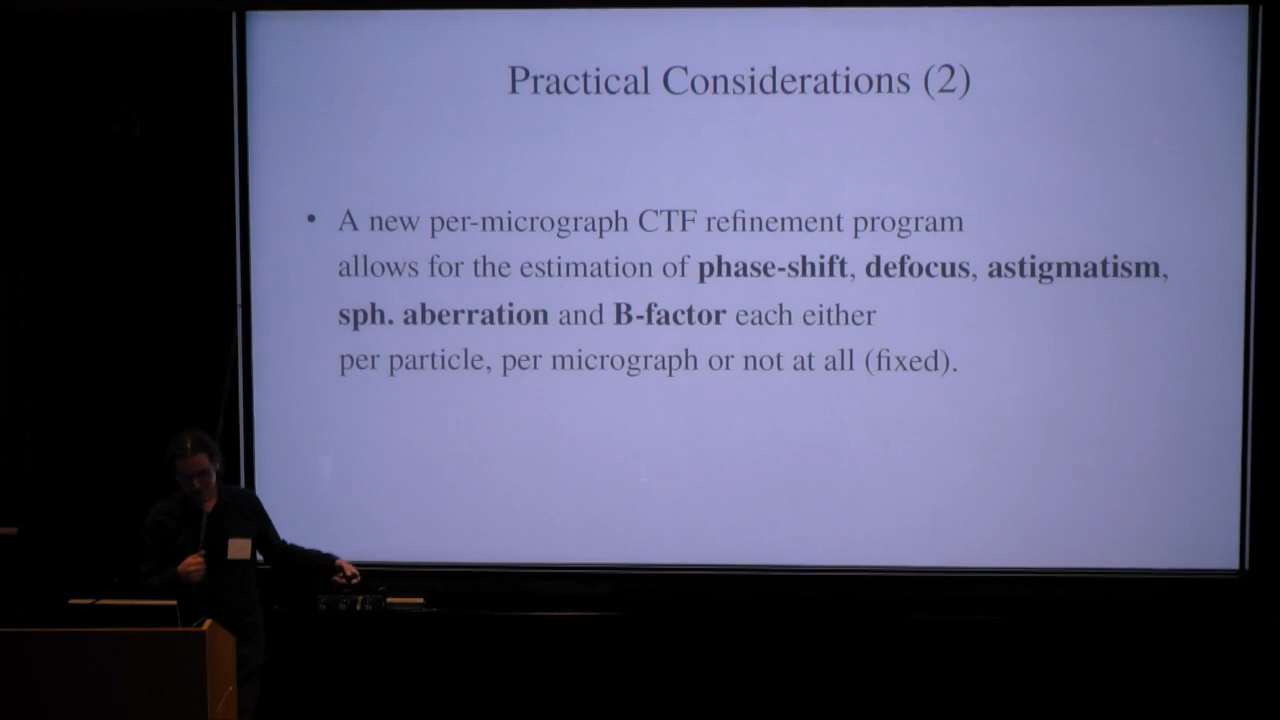 Practical Considerations (2)
• A new per-micrograph CTF refinement program
allows for the estimation of phase-shift, defocus, astigmatism,
sph. aberration and B-factor each either
per particle, per micrograph or not at all (fixed).